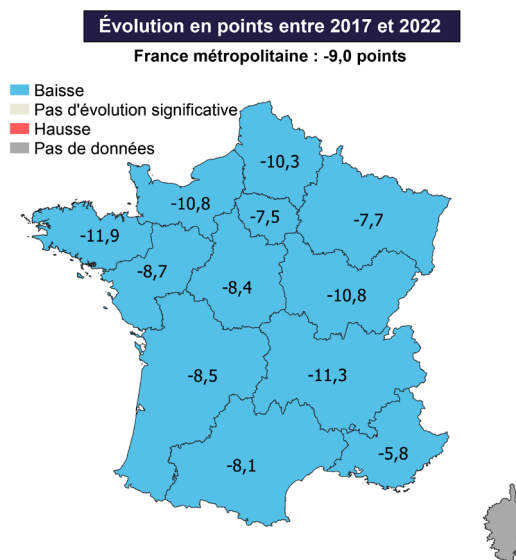 Évolution en points entre 2017 et 2022
France métropolitaine : -9,0 points
Baisse
Pas d'évolution significative
Hausse
Pas de données
-10,3
-10,8
-7,5
-7,7
-11,9
-8,7
-8,4
-10,8
-8,5
-11,3
-8,1
-5,8